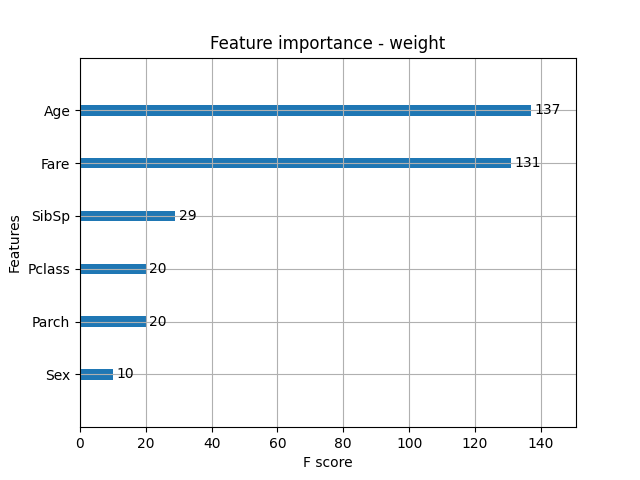 Feature importance - weight
Features
Age 137
Fare 131
SibSp 29
Pclass 20
Parch 20
Sex 10
0 20 40 60 80 100 120 140
F score